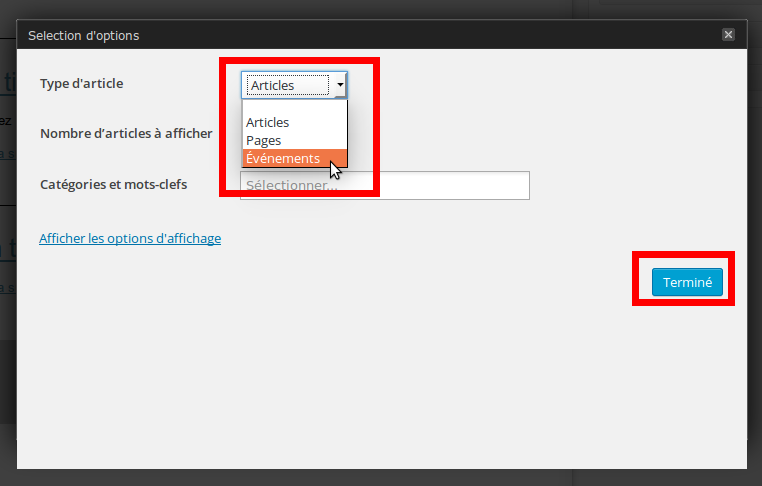 Selection d'options
Type d'article
Articles
Articles
Pages
Événements
Nombre d'articles à afficher
Catégories et mots-clefs
Sélectionner...
Afficher les options d'affichage
Terminé